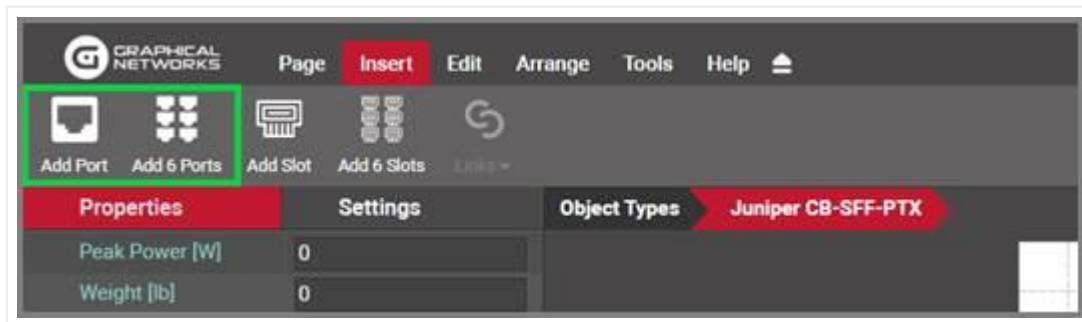 GRAPHICAL
NETWORKS
Page Insert Edit Arrange Tools Help
Add Port Add 6 Ports Add Slot Add 6 Slots Links
Properties Settings Object Types Juniper CB-SFF-PTX
Peak Power [W] 0
Weight [lb] 0